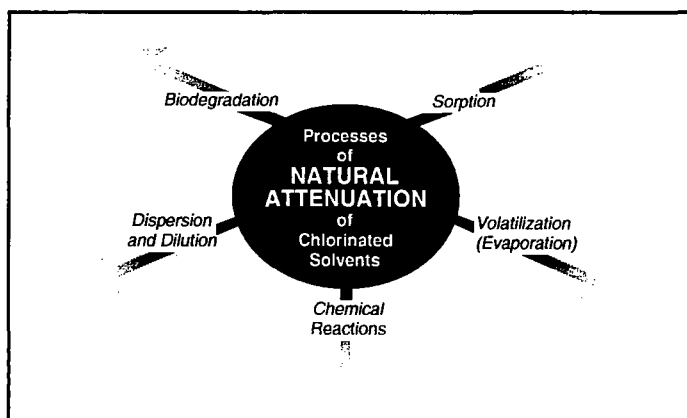 Biodegradation
Sorption
Processes
of
NATURAL
ATTENUATION
of
Chlorinated
Solvents
Dispersion
and Dilution
Volatilization
(Evaporation)
Chemical
Reactions